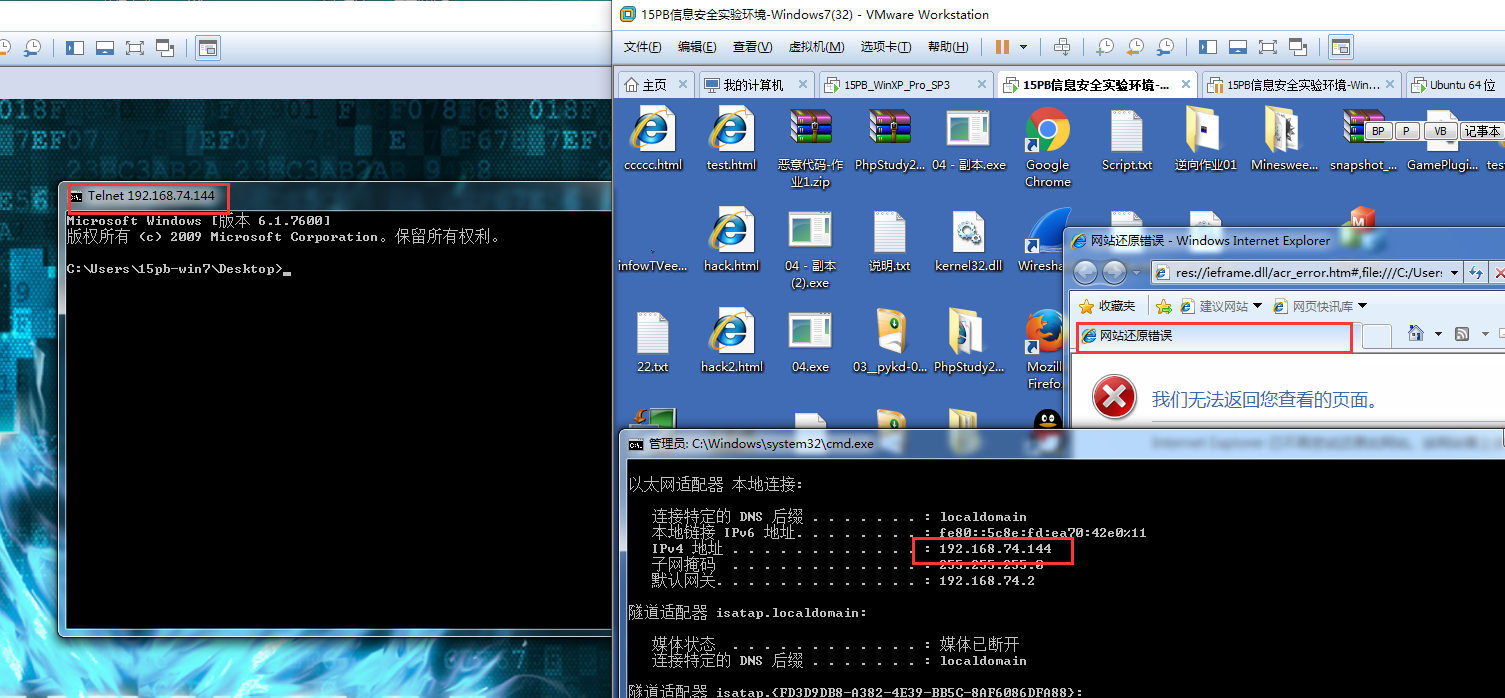 15PB信息安全实验环境-Windows7(32) - VMware Workstation
文件(F) 编辑(E) 查看(V) 虚拟机(M) 选项卡(T) 帮助(H)
主页 我的计算机 15PB_WinXP_Pro_SP3 15PB信息安全实验环境-... 15PB信息安全实验环境-Win... Ubuntu 64 位
BP P VB 记事本
ccccc.html test.html 恶意代码-作业1.zip PhpStudy2... 04 - 副本.exe Google Chrome Script.txt 逆向作业01 Mineswee... snapshot_... GamePlugi...
infowTVee... hack.html 04 - 副本 (2).exe 说明.txt kernel32.dll Wiresha
22.txt hack2.html 04.exe 03__pykd-0... PhpStudy2... Mozill Firefo
Telnet 192.168.74.144
Microsoft Windows [版本 6.1.7600]
版权所有 (c) 2009 Microsoft Corporation。保留所有权利。
C:\Users\15pb-win7\Desktop>
网站还原错误 - Windows Internet Explorer
res://ieframe.dll/acr_error.htm#,file:///C:/User:
收藏夹 建议网站 网页快讯库
网站还原错误
我们无法返回您查看的页面。
管理员: C:\Windows\system32\cmd.exe
以太网适配器 本地连接:
连接特定的 DNS 后缀 . . . . . . . : localdomain
本地链接 IPv6 地址. . . . . . . . : fe80::5c8e:fd:ea70:42e0%11
IPv4 地址 . . . . . . . . . . . . : 192.168.74.144
子网掩码 . . . . . . . . . . . . : 255.255.255.0
默认网关. . . . . . . . . . . . . : 192.168.74.2
隧道适配器 isatap.localdomain:
媒体状态 . . . . . . . . . . . . : 媒体已断开
连接特定的 DNS 后缀 . . . . . . . : localdomain
隧道适配器 isatap.{FD3D9DB8-A382-4E39-BB5C-8AF6086DFA88}: